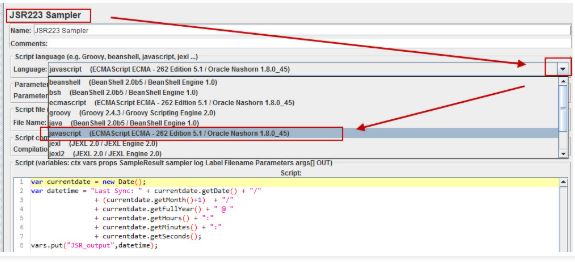 JSR223 Sampler
Name: JSR223 Sampler
Comments:
Script language (e.g. Groovy, beanshell, javascript, jexl ...)
Language: javascript (ECMAScript ECMA - 262 Edition 5.1 / Oracle Nashorn 1.8.0_45)
beanshell (BeanShell 2.0b5 / BeanShell Engine 1.0)
Parameter
bsh (BeanShell 2.0b5 / BeanShell Engine 1.0)
Parameter
ecmascript (ECMAScript ECMA - 262 Edition 5.1 / Oracle Nashorn 1.8.0_45)
groovy (Groovy 2.4.3 / Groovy Scripting Engine 2.0)
Script file (
File Name: java (BeanShell 2.0b5 / BeanShell Engine 1.0)
javascript (ECMAScript ECMA - 262 Edition 5.1 / Oracle Nashorn 1.8.0_45)
Script com
jexl (JEXL 2.0 / JEXL Engine 2.0)
Compilatio
jexl2 (JEXL 2.0 / JEXL Engine 2.0)
Script (variables: ctx vars props SampleResult sampler log Label Filename Parameters args[] OUT)
Script:
1 var currentdate = new Date();
2 var datetime = "Last Sync: " + currentdate.getDate() + "/"
3 + (currentdate.getMonth()+1) + "/"
4 + currentdate.getFullYear() + " @ "
5 + currentdate.getHours() + ":"
6 + currentdate.getMinutes() + ":"
7 + currentdate.getSeconds();
8 vars.put("JSR_output",datetime);